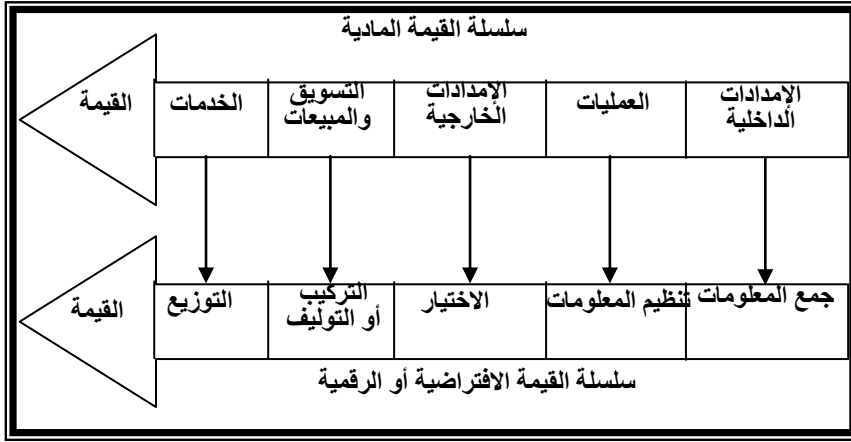 سلسلة القيمة المادية
الإمدادات
الداخلية
العمليات
الإمدادات
الخارجية
التسويق
والمبيعات
الخدمات
القيمة
جمع المعلومات
تنظيم المعلومات
الاختيار
التركيب
أو التوليف
التوزيع
القيمة
سلسلة القيمة الافتراضية أو الرقمية